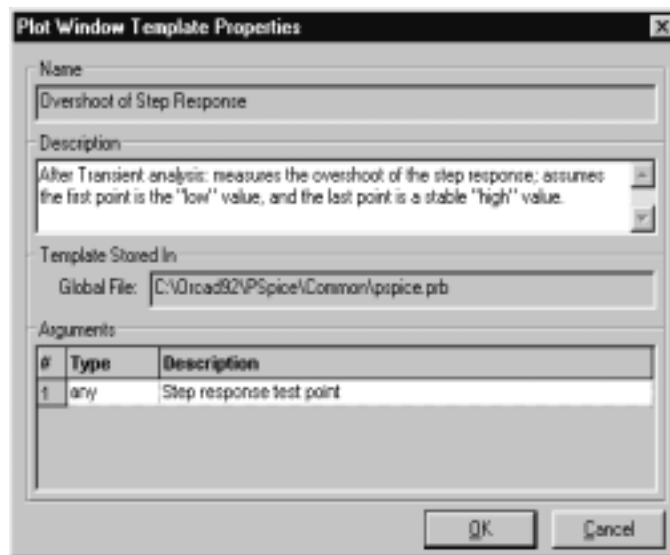 Plot Window Template Properties
Name
Overshoot of Step Response
Description
After Transient analysis: measures the overshoot of the step response; assumes
the first point is the "low" value, and the last point is a stable "high" value.
Template Stored In
Global File: C:\Orcad92\PSpice\Common\pspice.prb
Arguments
# Type Description
1 any Step response test point
OK Cancel